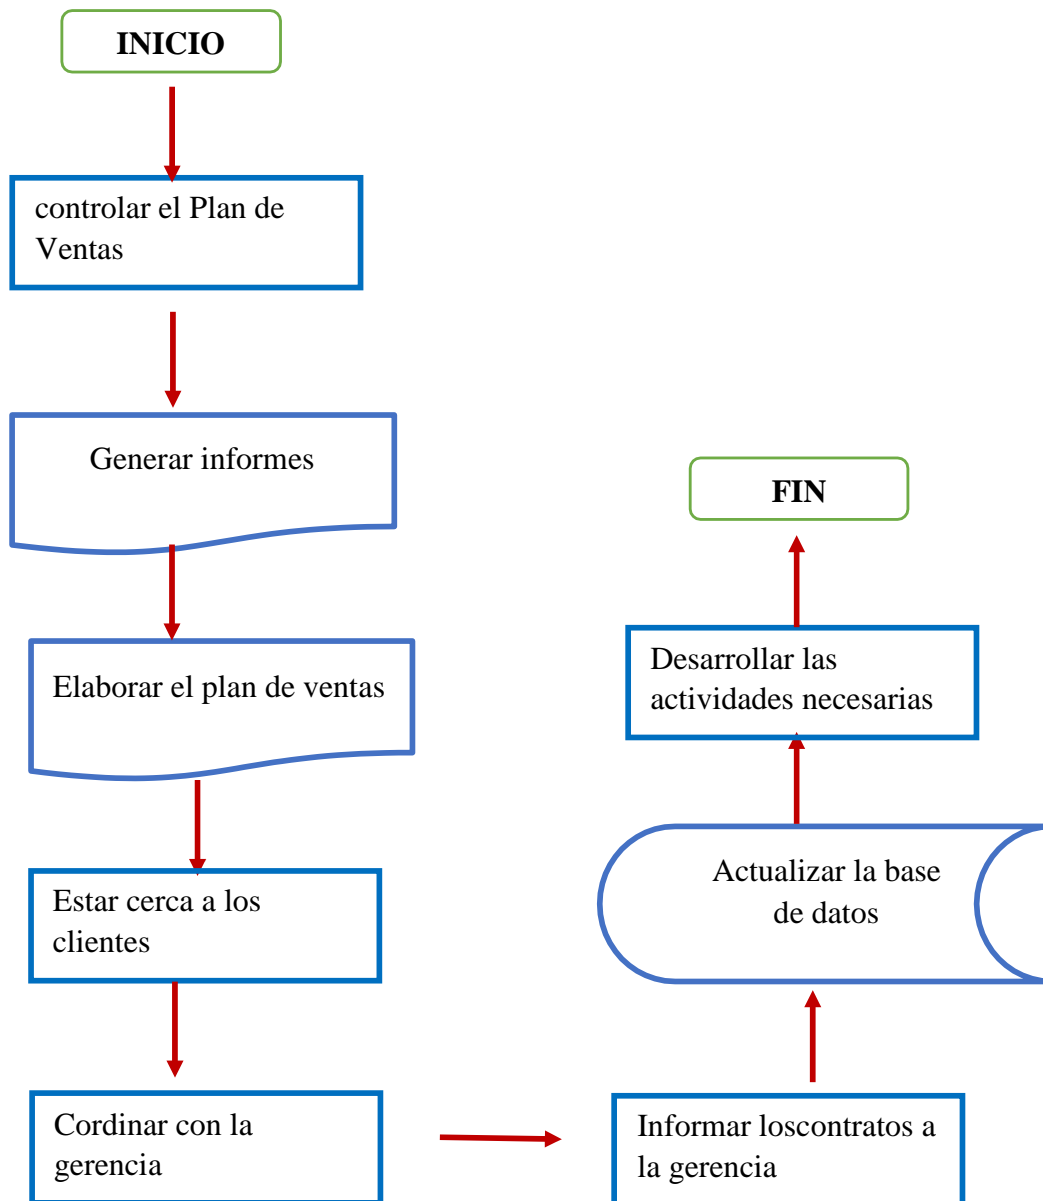 INICIO
controlar el Plan de
Ventas
Generar informes
Elaborar el plan de ventas
Estar cerca a los
clientes
Cordinar con la
gerencia
Informar loscontratos a
la gerencia
Actualizar la base
de datos
Desarrollar las
actividades necesarias
FIN